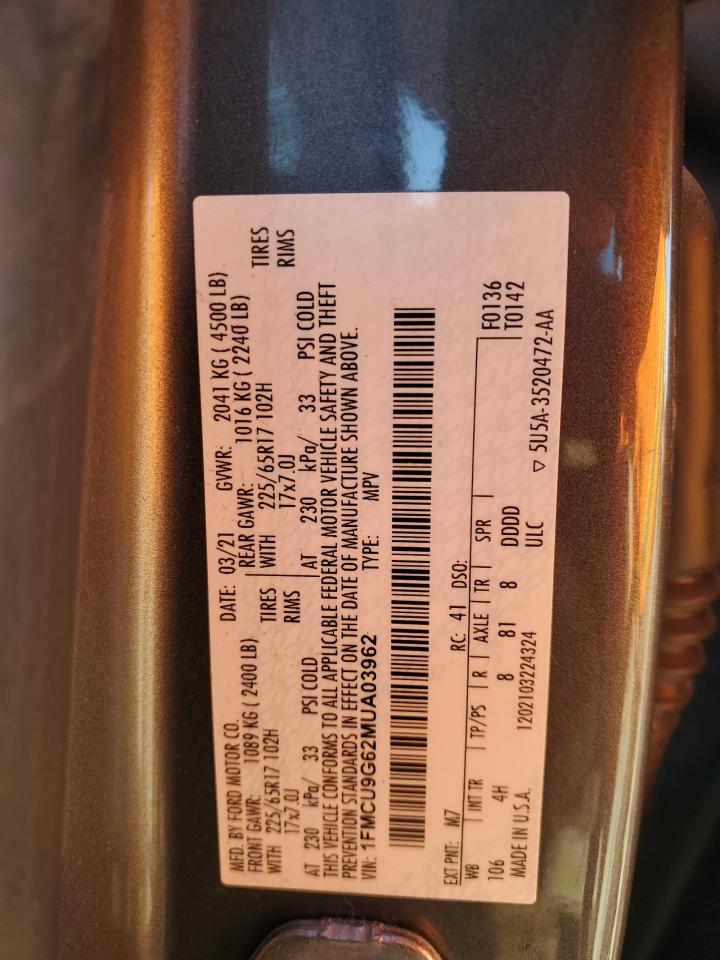 MFD. BY FORD MOTOR CO. DATE: 03/21 GVWR: 2041 KG ( 4500 LB)
FRONT GAWR: 1089 KG ( 2400 LB) REAR GAWR: 1016 KG ( 2240 LB)
WITH 225/65R17 102H TIRES WITH 225/65R17 102H TIRES
17x7.0J RIMS 17x7.0J RIMS
AT 230 kPa/ 33 PSI COLD AT 230 kPa/ 33 PSI COLD
THIS VEHICLE CONFORMS TO ALL APPLICABLE FEDERAL MOTOR VEHICLE SAFETY AND THEFT
PREVENTION STANDARDS IN EFFECT ON THE DATE OF MANUFACTURE SHOWN ABOVE.
VIN: 1FMCU9G62MUA03962 TYPE: MPV
EXT PNT: M7 RC: 41 DSO:
WB INT TR TP/PS R AXLE TR SPR F0136
106 4H 8 81 8 DDDD T0142
MADE IN U.S.A. 1202103224324 ULC
▽ 5U5A-3520472-AA